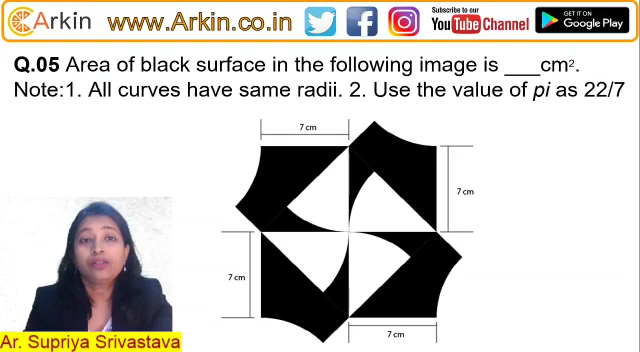 Arkin www.Arkin.co.in Subscribe to our YouTube Channel GET IT ON Google Play
Q.05 Area of black surface in the following image is ___cm².
Note:1. All curves have same radii. 2. Use the value of pi as 22/7
7 cm
7 cm
7 cm
7 cm
Ar. Supriya Srivastava